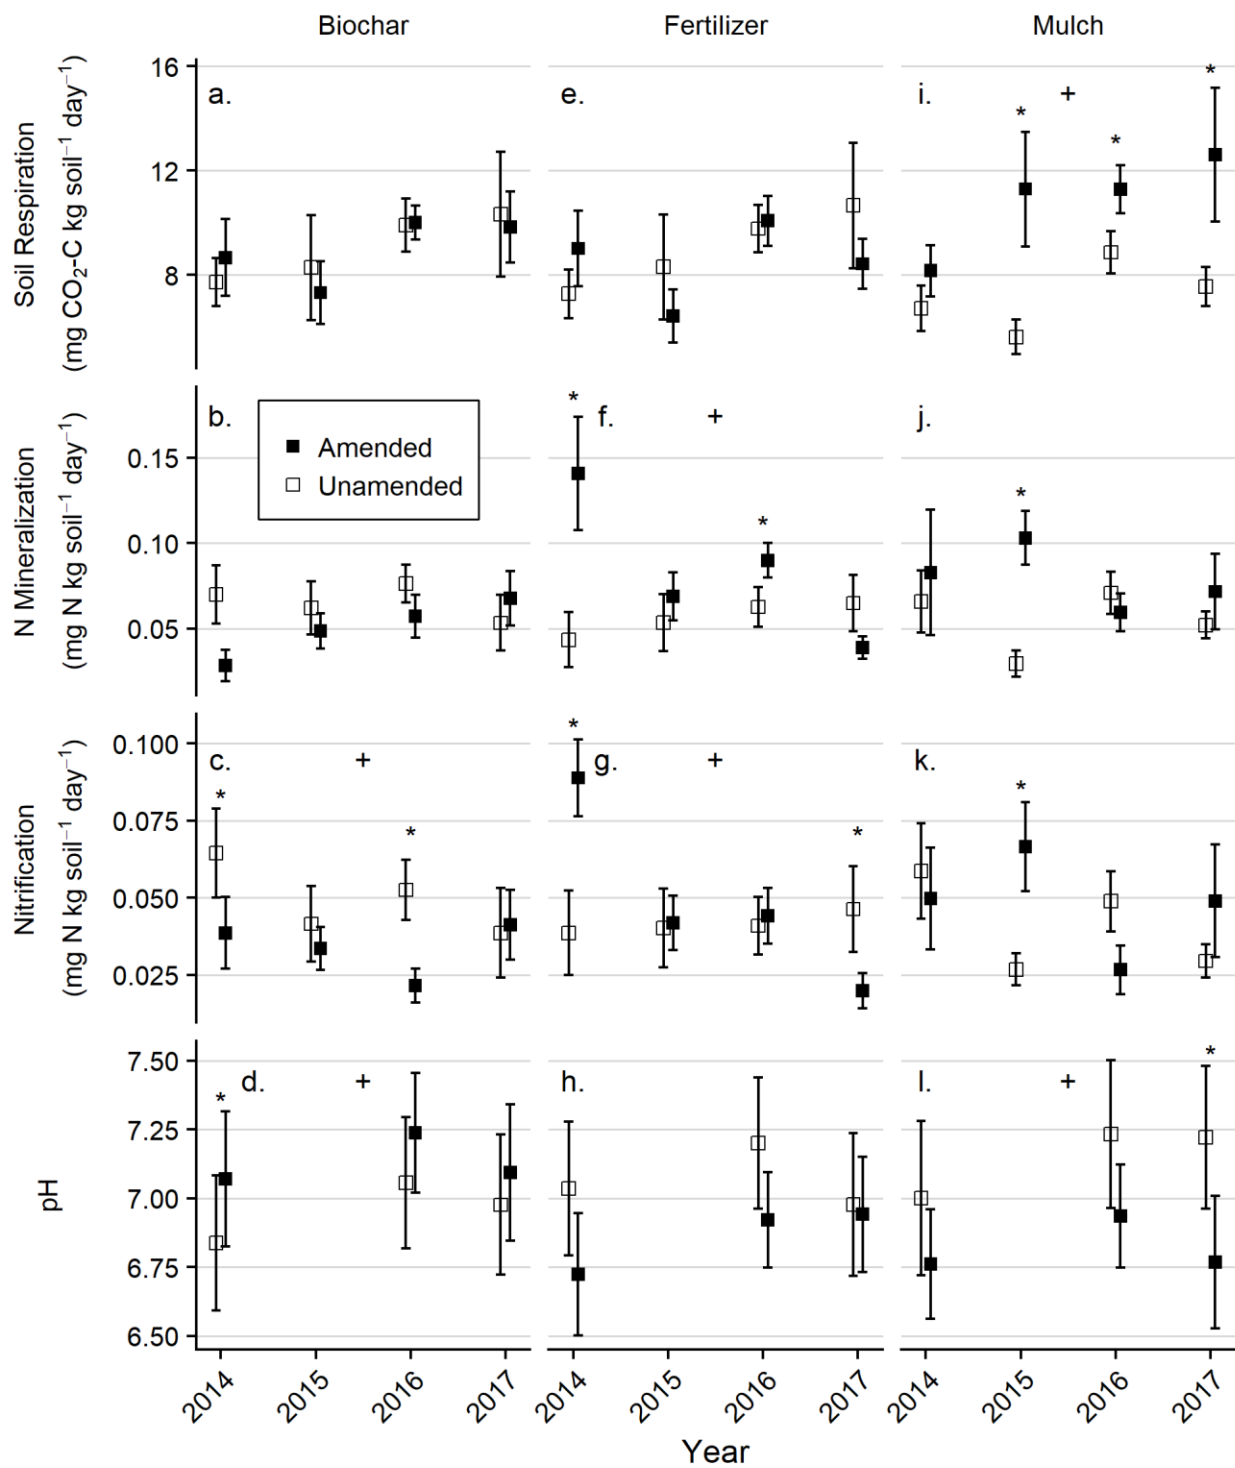 Biochar Fertilizer Mulch
Soil Respiration
(mg CO₂-C kg soil⁻¹ day⁻¹)
16
12
8
a.
e.
i.
+
*
*
*
N Mineralization
(mg N kg soil⁻¹ day⁻¹)
0.15
0.10
0.05
b.
Amended
Unamended
*
f.
+
*
j.
*
Nitrification
(mg N kg soil⁻¹ day⁻¹)
0.100
0.075
0.050
0.025
c.
+
*
*
*
g.
+
*
k.
*
pH
7.50
7.25
7.00
6.75
6.50
*
d.
+
h.
l.
+
*
2014 2015 2016 2017 2014 2015 2016 2017 2014 2015 2016 2017
Year